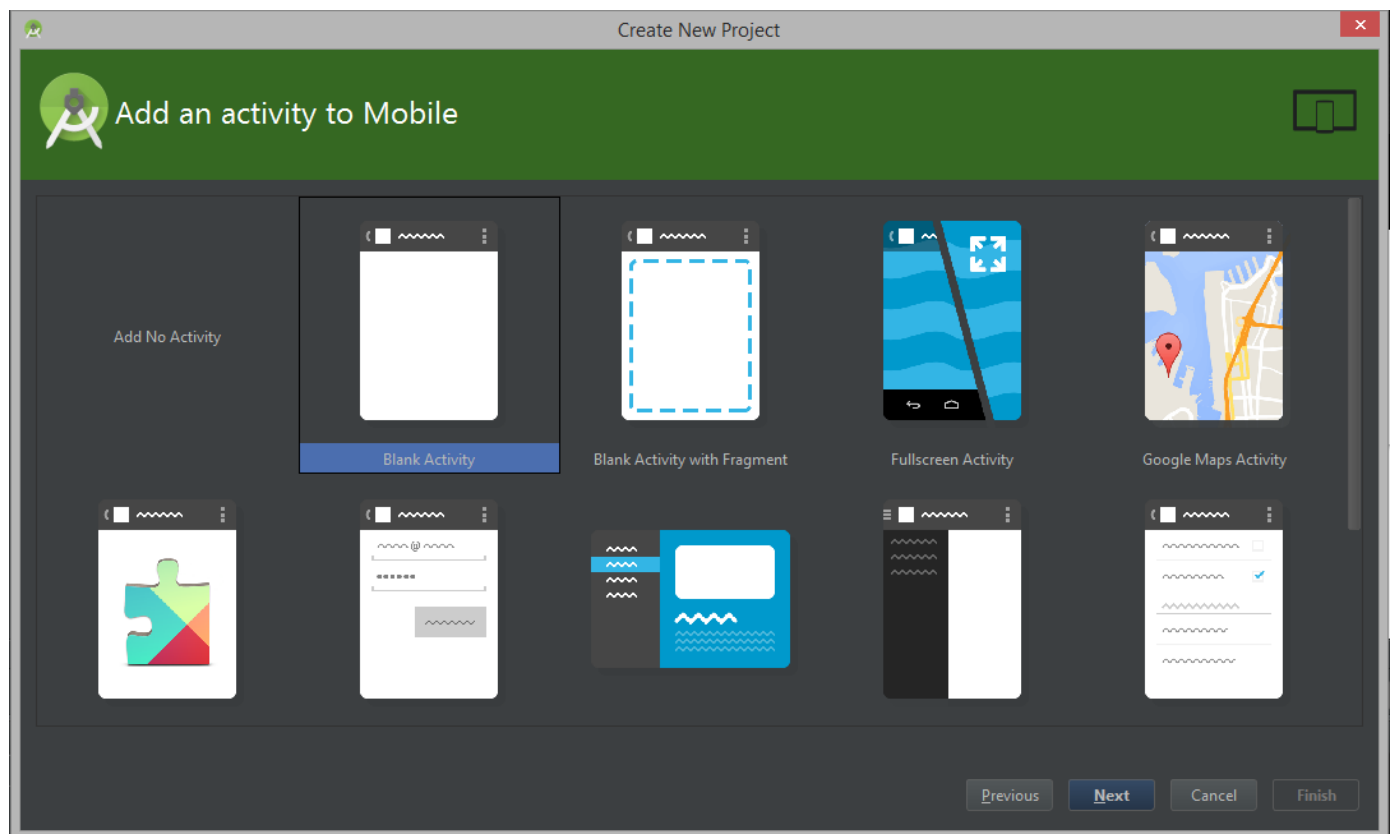 Create New Project
Add an activity to Mobile
Add No Activity
Blank Activity
Blank Activity with Fragment
Fullscreen Activity
Google Maps Activity
@
Previous
Next
Cancel
Finish